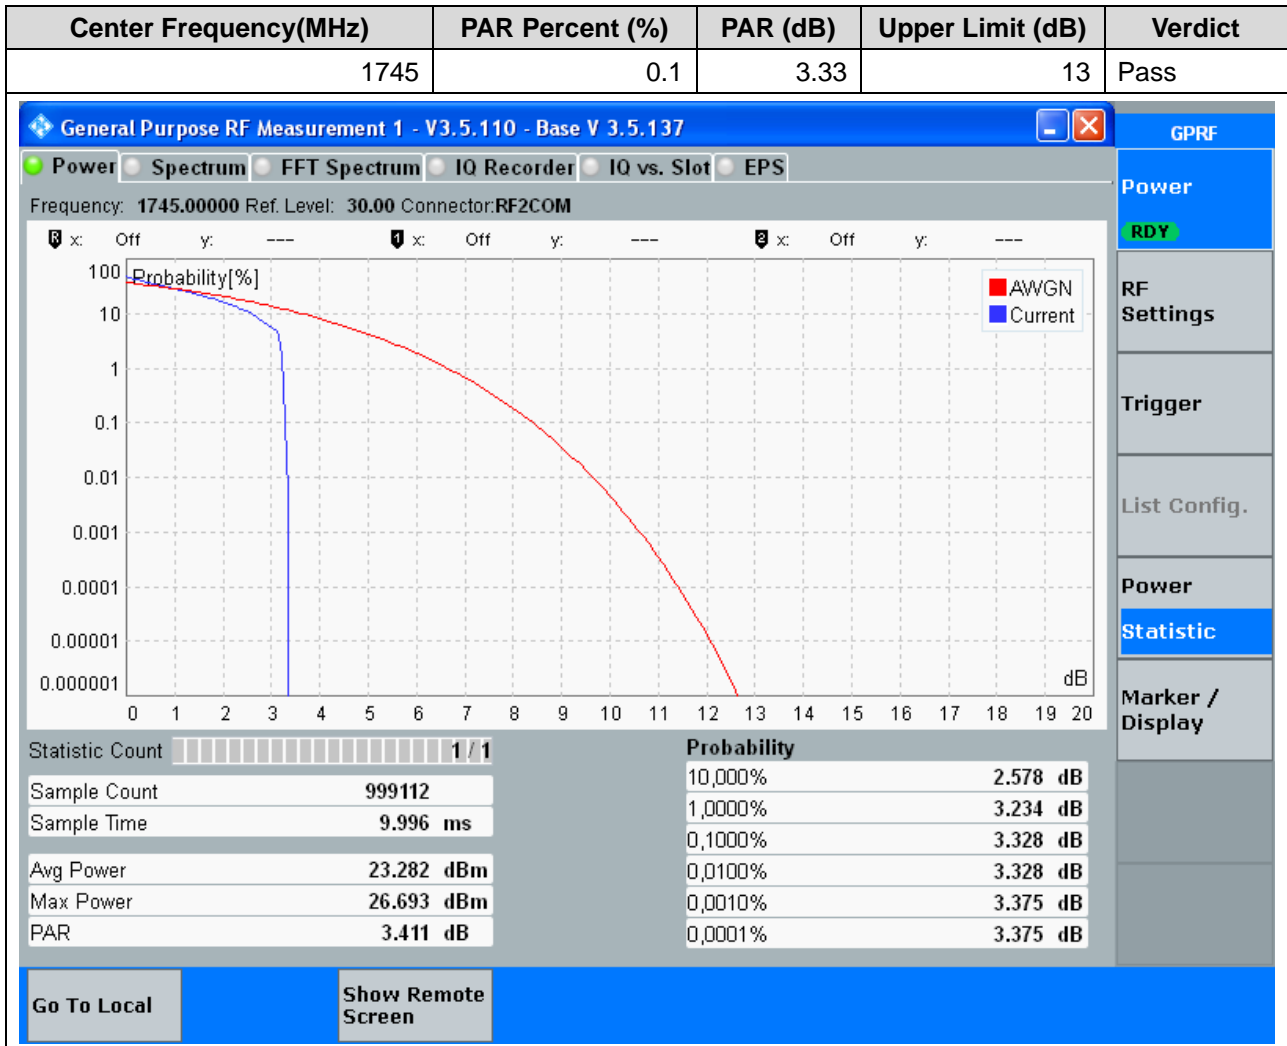 Center Frequency(MHz) PAR Percent (%) PAR (dB) Upper Limit (dB) Verdict
1745 0.1 3.33 13 Pass
General Purpose RF Measurement 1 - V3.5.110 - Base V 3.5.137
GPRF
Power Spectrum FFT Spectrum IQ Recorder IQ vs. Slot EPS
Frequency: 1745.00000 Ref. Level: 30.00 Connector:RF2COM
R x: Off y: --- 1 x: Off y: --- 2 x: Off y: ---
Probability[%]
AWGN
Current
100
10
1
0.1
0.01
0.001
0.0001
0.00001
0.000001
dB
0 1 2 3 4 5 6 7 8 9 10 11 12 13 14 15 16 17 18 19 20
Statistic Count 1 / 1
Sample Count 999112
Sample Time 9.996 ms
Avg Power 23.282 dBm
Max Power 26.693 dBm
PAR 3.411 dB
Probability
10,000% 2.578 dB
1,0000% 3.234 dB
0,1000% 3.328 dB
0,0100% 3.328 dB
0,0010% 3.375 dB
0,0001% 3.375 dB
Power
RDY
RF
Settings
Trigger
List Config.
Power
Statistic
Marker /
Display
Go To Local
Show Remote
Screen